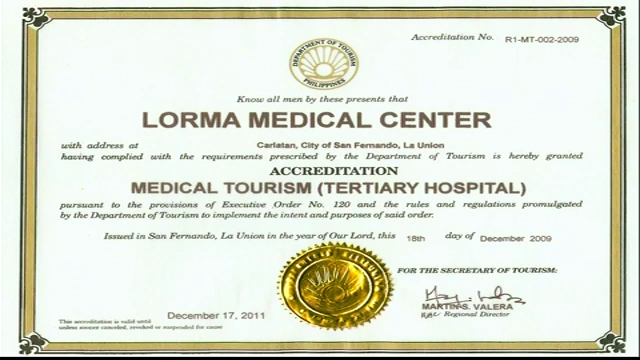 Accreditation No. R1-MT-002-2009
DEPARTMENT OF TOURISM
PHILIPPINES
Know all men by these presents that
LORMA MEDICAL CENTER
with address at Carlatan, City of San Fernando, La Union
having complied with the requirements prescribed by the Department of Tourism is hereby granted
ACCREDITATION
MEDICAL TOURISM (TERTIARY HOSPITAL)
pursuant to the provisions of Executive Order No. 120 and the rules and regulations promulgated
by the Department of Tourism to implement the intent and purposes of said order.
Issued in San Fernando, La Union in the year of Our Lord, this 18th day of December 2009
FOR THE SECRETARY OF TOURISM:
MARTIN S. VALERA
Regional Director
This accreditation is valid until December 17, 2011
unless sooner canceled, revoked or suspended for cause